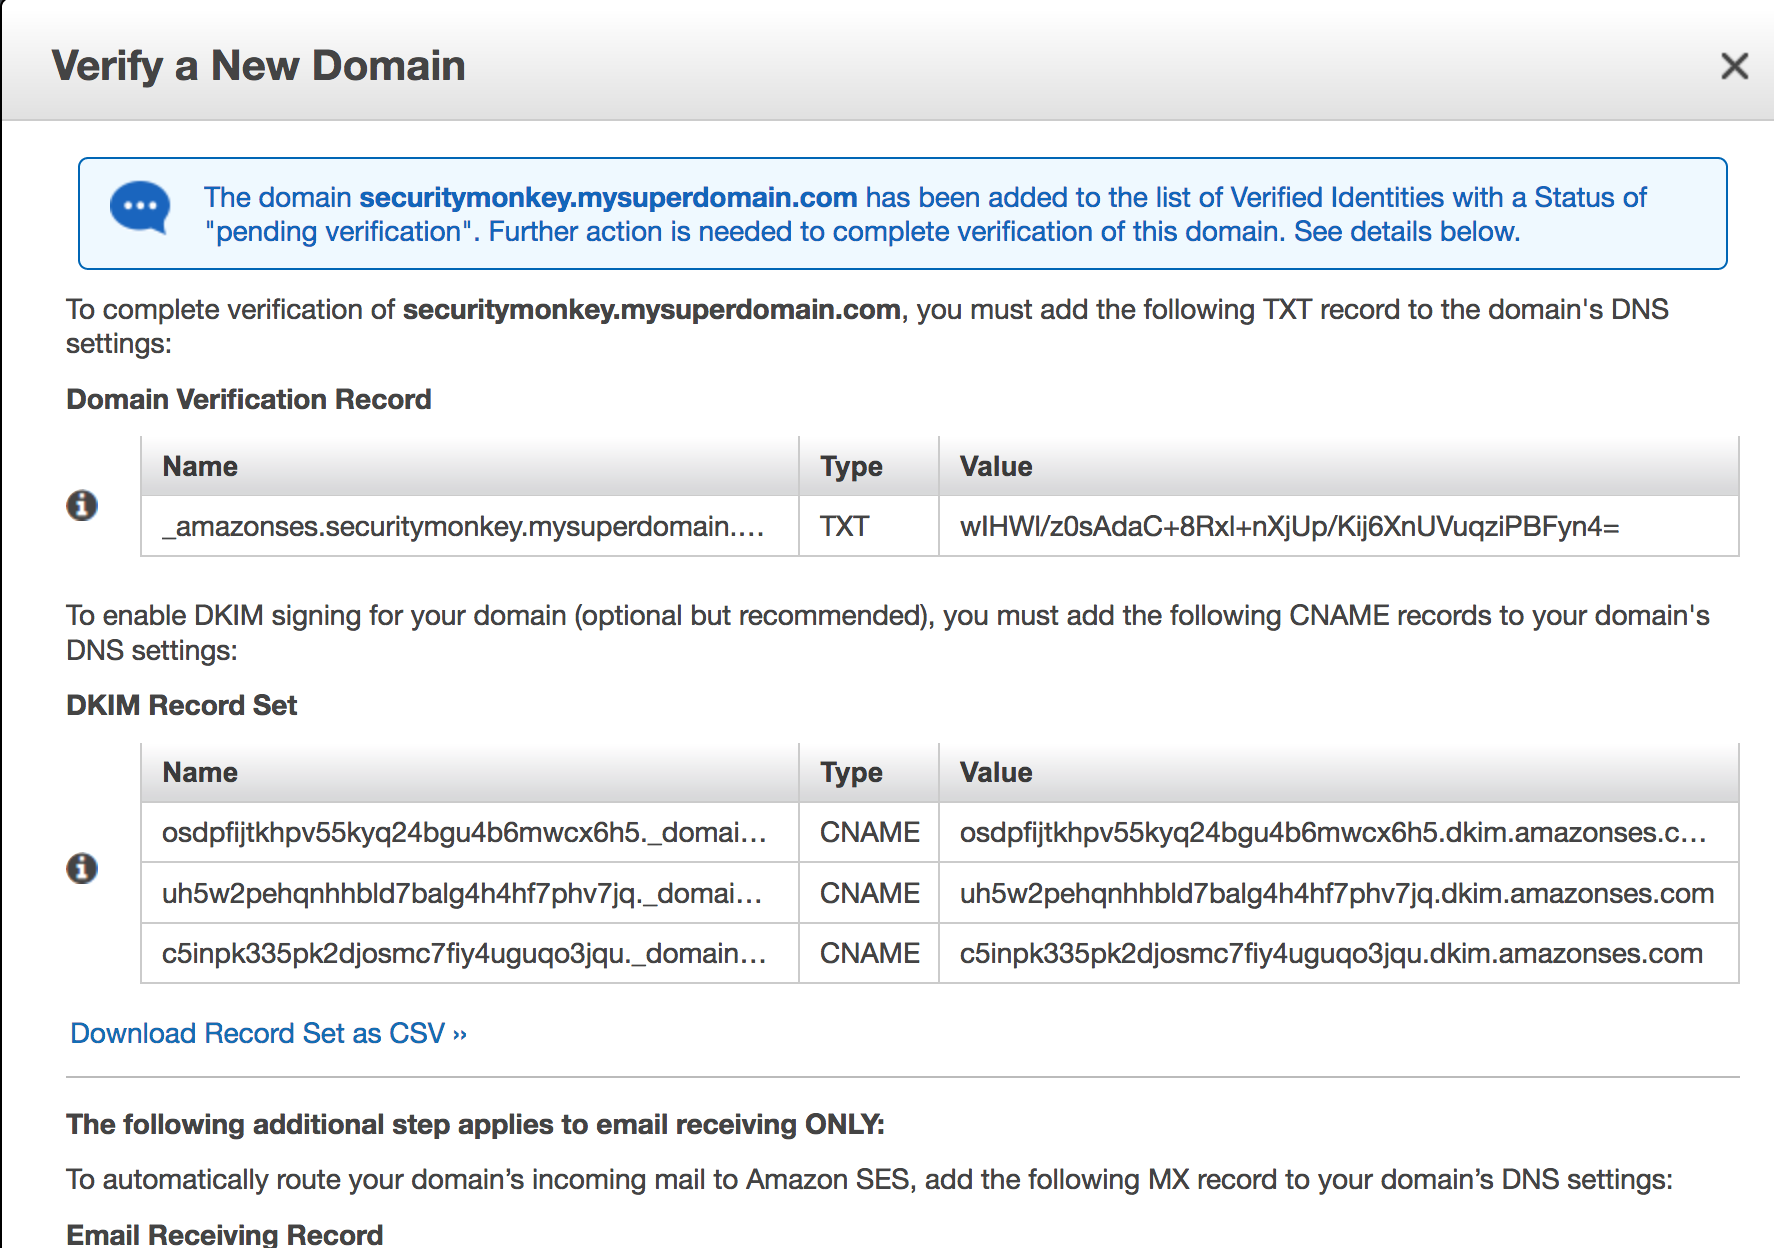 Verify a New Domain
The domain securitymonkey.mysuperdomain.com has been added to the list of Verified Identities with a Status of
"pending verification". Further action is needed to complete verification of this domain. See details below.
To complete verification of securitymonkey.mysuperdomain.com, you must add the following TXT record to the domain's DNS
settings:
Domain Verification Record
Name Type Value
_amazonses.securitymonkey.mysuperdomain.... TXT wIHWl/z0sAdaC+8RxI+nXjUp/Kij6XnUVuqziPBFyn4=
To enable DKIM signing for your domain (optional but recommended), you must add the following CNAME records to your domain's
DNS settings:
DKIM Record Set
Name Type Value
osdpfijtkhpv55kyq24bgu4b6mwcx6h5._domai... CNAME osdpfijtkhpv55kyq24bgu4b6mwcx6h5.dkim.amazonses.c...
uh5w2pehqnhhbld7balg4h4hf7phv7jq._domai... CNAME uh5w2pehqnhhbld7balg4h4hf7phv7jq.dkim.amazonses.com
c5inpk335pk2djosmc7fiy4uguqo3jqu._domain... CNAME c5inpk335pk2djosmc7fiy4uguqo3jqu.dkim.amazonses.com
Download Record Set as CSV ››
The following additional step applies to email receiving ONLY:
To automatically route your domain’s incoming mail to Amazon SES, add the following MX record to your domain’s DNS settings:
Email Receiving Record